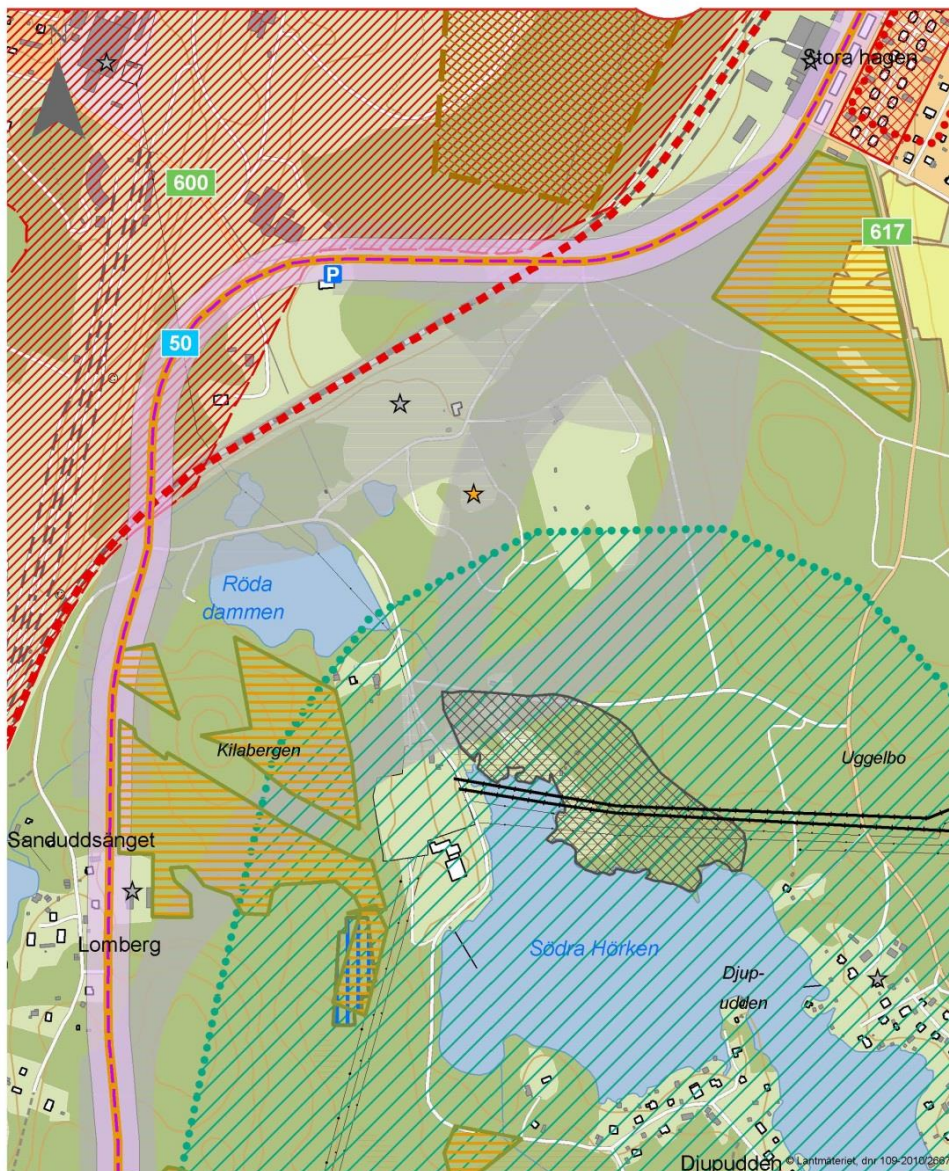 Stora hagen
600
617
P
50
Röda
dammen
Kilabergen
Uggelbo
Sanduddsänget
Lomberg
Södra Hörken
Djup-
udden
Djupudden
© Lantmäteriet, dnr 109-2010/2667